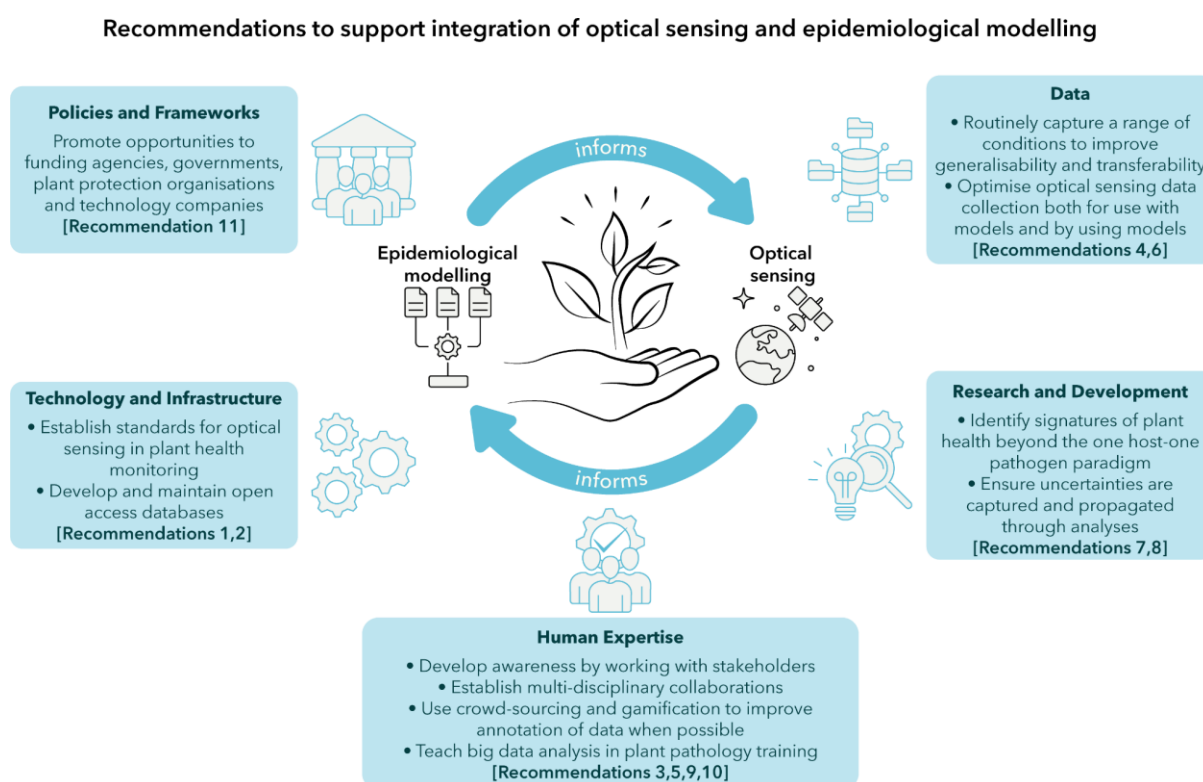 Recommendations to support integration of optical sensing and epidemiological modelling
Policies and Frameworks
Promote opportunities to
funding agencies, governments,
plant protection organisations
and technology companies
[Recommendation 11]
informs
Data
• Routinely capture a range of
conditions to improve
generalisability and transferability
• Optimise optical sensing data
collection both for use with
models and by using models
[Recommendations 4,6]
Epidemiological
modelling
Optical
sensing
Technology and Infrastructure
• Establish standards for optical
sensing in plant health
monitoring
• Develop and maintain open
access databases
[Recommendations 1,2]
informs
Research and Development
• Identify signatures of plant
health beyond the one host-one
pathogen paradigm
• Ensure uncertainties are
captured and propagated
through analyses
[Recommendations 7,8]
Human Expertise
• Develop awareness by working with stakeholders
• Establish multi-disciplinary collaborations
• Use crowd-sourcing and gamification to improve
annotation of data when possible
• Teach big data analysis in plant pathology training
[Recommendations 3,5,9,10]